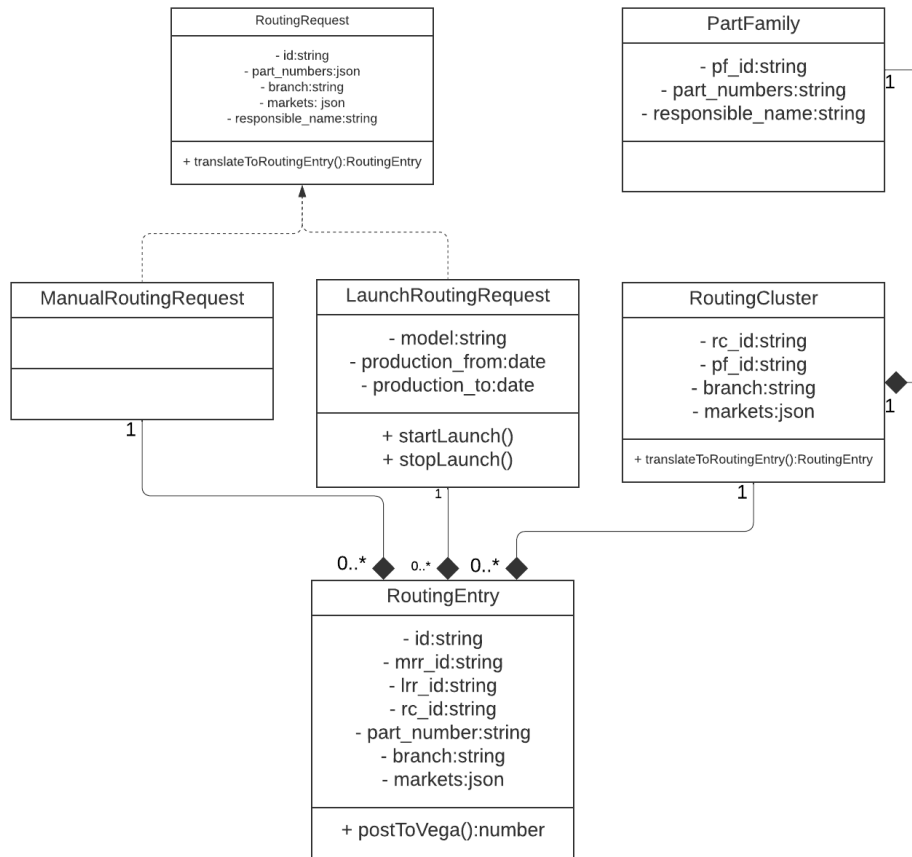 RoutingRequest
- id:string
- part_numbers:json
- branch:string
- markets: json
- responsible_name:string
+ translateToRoutingEntry():RoutingEntry
PartFamily
- pf_id:string
- part_numbers:string
- responsible_name:string
1
ManualRoutingRequest
1
LaunchRoutingRequest
- model:string
- production_from:date
- production_to:date
+ startLaunch()
+ stopLaunch()
1
RoutingCluster
- rc_id:string
- pf_id:string
- branch:string
- markets:json
+ translateToRoutingEntry():RoutingEntry
1
1
0..*
0..*
0..*
RoutingEntry
- id:string
- mrr_id:string
- lrr_id:string
- rc_id:string
- part_number:string
- branch:string
- markets:json
+ postToVega():number